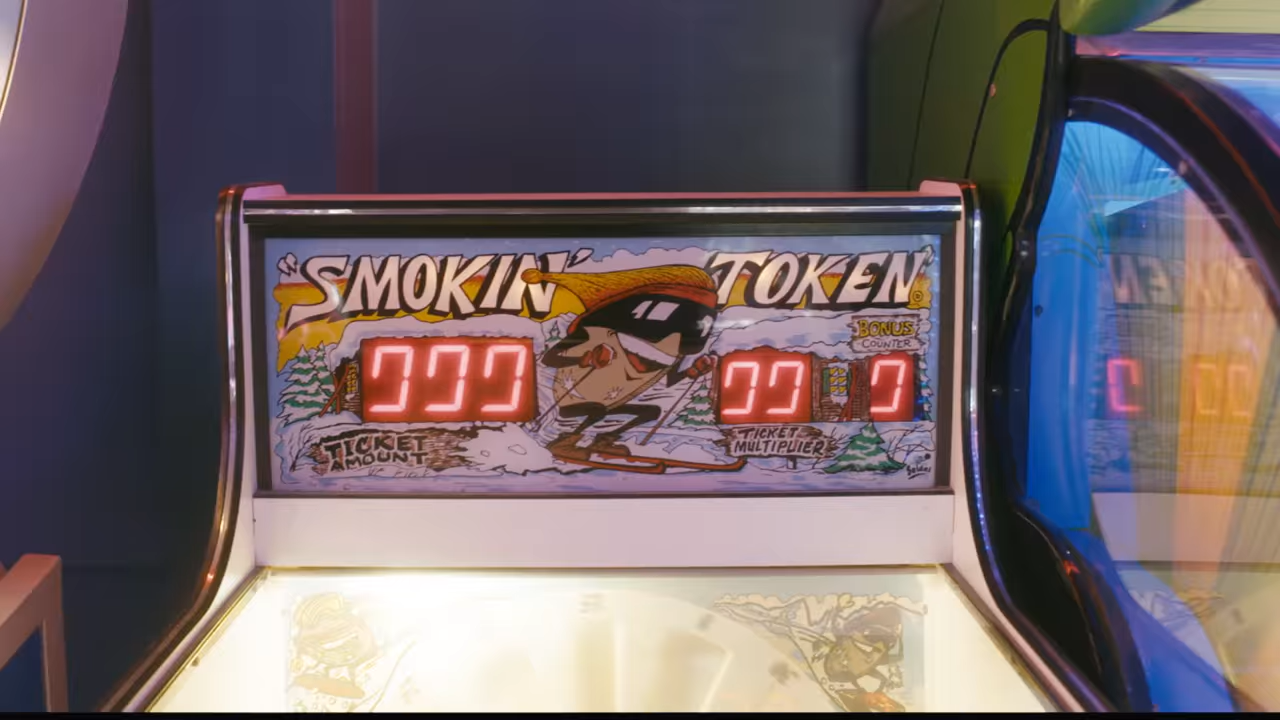 "SMOKIN' TOKEN"
BONUS
COUNTER
TICKET
AMOUNT
TICKET
MULTIPLIER